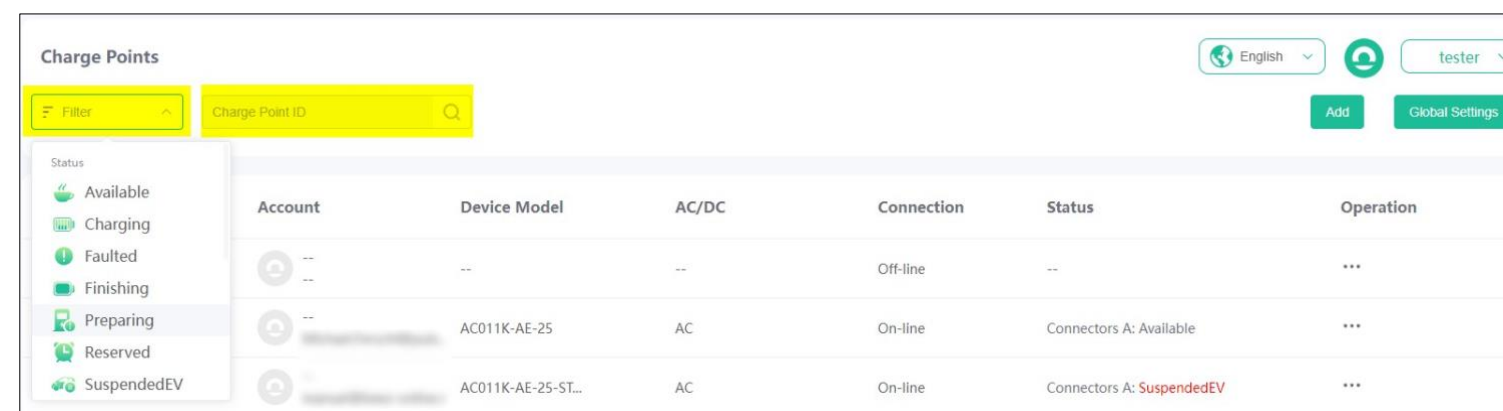 Charge Points
English
tester
Filter
Charge Point ID
Add
Global Settings
Status
Available
Charging
Faulted
Finishing
Preparing
Reserved
SuspendedEV
Account Device Model AC/DC Connection Status Operation
--
-- -- -- Off-line -- •••
--
--
AC011K-AE-25 AC On-line Connectors A: Available •••
AC011K-AE-25-ST... AC On-line Connectors A: SuspendedEV •••